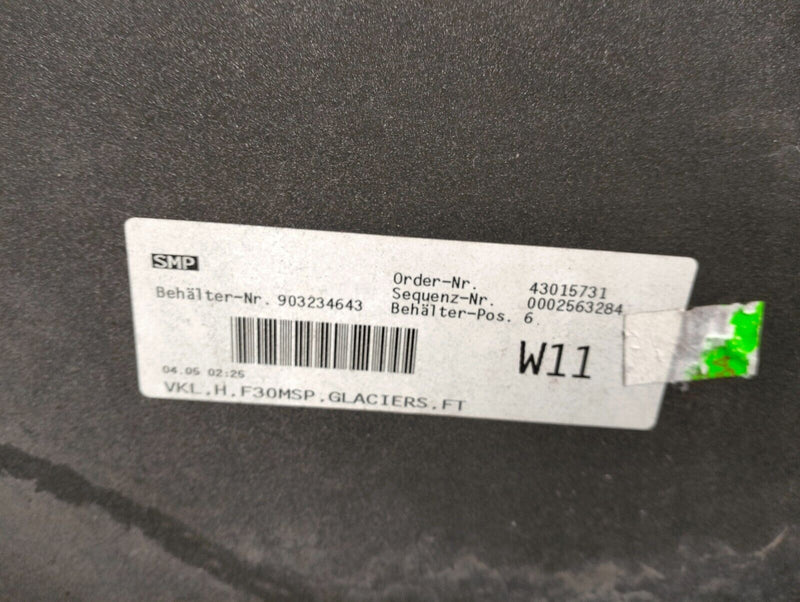 SMP
Behälter-Nr. 903234643
Order-Nr. 43015731
Sequenz-Nr. 0002563284
Behälter-Pos. 6
W11
04.05 02:25
VKL.H.F30MSP.GLACIERS.FT